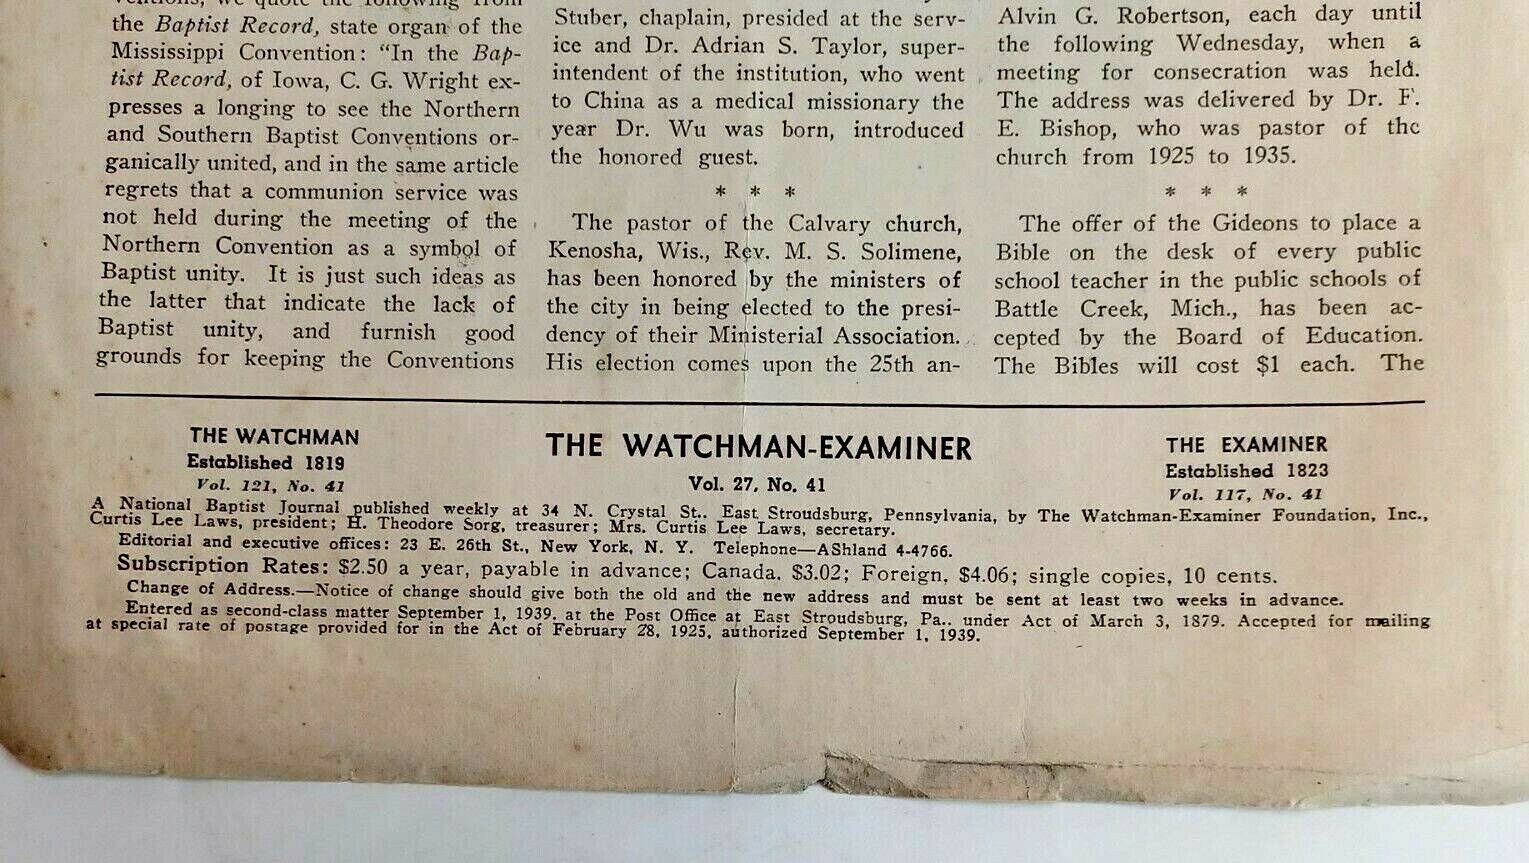 ventions, we quote the following from
the Baptist Record, state organ of the
Mississippi Convention: "In the Bap-
tist Record, of Iowa, C. G. Wright ex-
presses a longing to see the Northern
and Southern Baptist Conventions or-
ganically united, and in the same article
regrets that a communion service was
not held during the meeting of the
Northern Convention as a symbol of
Baptist unity. It is just such ideas as
the latter that indicate the lack of
Baptist unity, and furnish good
grounds for keeping the Conventions
Stuber, chaplain, presided at the serv-
ice and Dr. Adrian S. Taylor, super-
intendent of the institution, who went
to China as a medical missionary the
year Dr. Wu was born, introduced
the honored guest.
* * *
The pastor of the Calvary church,
Kenosha, Wis., Rev. M. S. Solimene,
has been honored by the ministers of
the city in being elected to the presi-
dency of their Ministerial Association.
His election comes upon the 25th an-
Alvin G. Robertson, each day until
the following Wednesday, when a
meeting for consecration was held.
The address was delivered by Dr. F.
E. Bishop, who was pastor of the
church from 1925 to 1935.
* * *
The offer of the Gideons to place a
Bible on the desk of every public
school teacher in the public schools of
Battle Creek, Mich., has been ac-
cepted by the Board of Education.
The Bibles will cost $1 each. The
THE WATCHMAN
Established 1819
Vol. 121, No. 41
THE WATCHMAN-EXAMINER
Vol. 27, No. 41
THE EXAMINER
Established 1823
Vol. 117, No. 41
A National Baptist Journal published weekly at 34 N. Crystal St., East Stroudsburg, Pennsylvania, by The Watchman-Examiner Foundation, Inc.,
Curtis Lee Laws, president; H. Theodore Sorg, treasurer; Mrs. Curtis Lee Laws, secretary.
Editorial and executive offices: 23 E. 26th St., New York, N. Y. Telephone—AShland 4-4766.
Subscription Rates: $2.50 a year, payable in advance; Canada, $3.02; Foreign, $4.06; single copies, 10 cents.
Change of Address.—Notice of change should give both the old and the new address and must be sent at least two weeks in advance.
Entered as second-class matter September 1, 1939, at the Post Office at East Stroudsburg, Pa., under Act of March 3, 1879. Accepted for mailing
at special rate of postage provided for in the Act of February 28, 1925, authorized September 1, 1939.